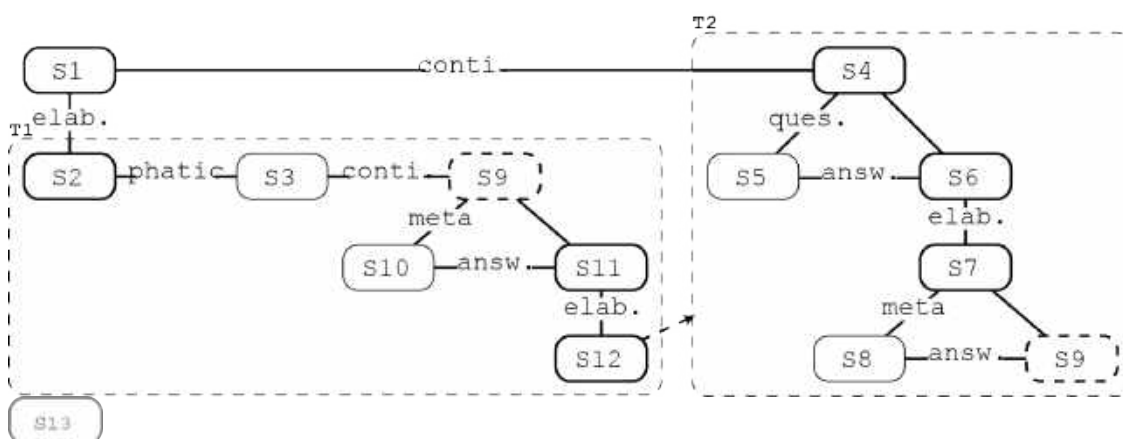 T2
S1 conti. S4
elab. ques.
T1
S2 phatic S3 conti. S9 S5 answ. S6
meta elab.
S10 answ. S11 S7
elab. meta
S12 S8 answ. S9
S13